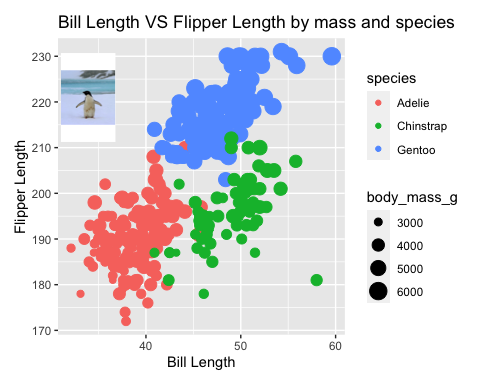 Bill Length VS Flipper Length by mass and species
230
220
210
200
190
180
170
Flipper Length
40
50
60
Bill Length
species
Adelie
Chinstrap
Gentoo
body_mass_g
3000
4000
5000
6000